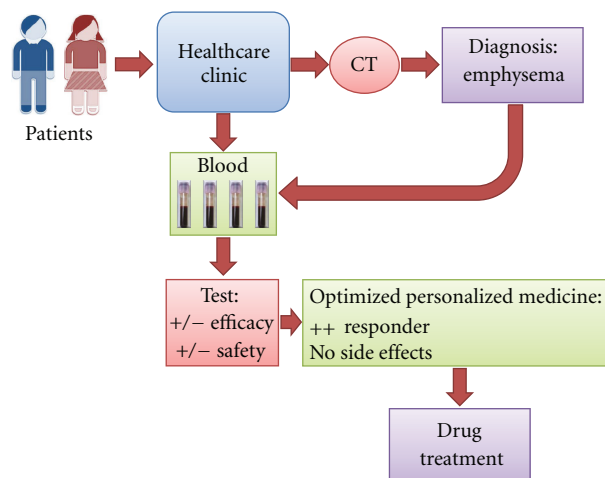 Patients
Healthcare
clinic
CT
Diagnosis:
emphysema
Blood
Test:
+/− efficacy
+/− safety
Optimized personalized medicine:
++ responder
No side effects
Drug
treatment